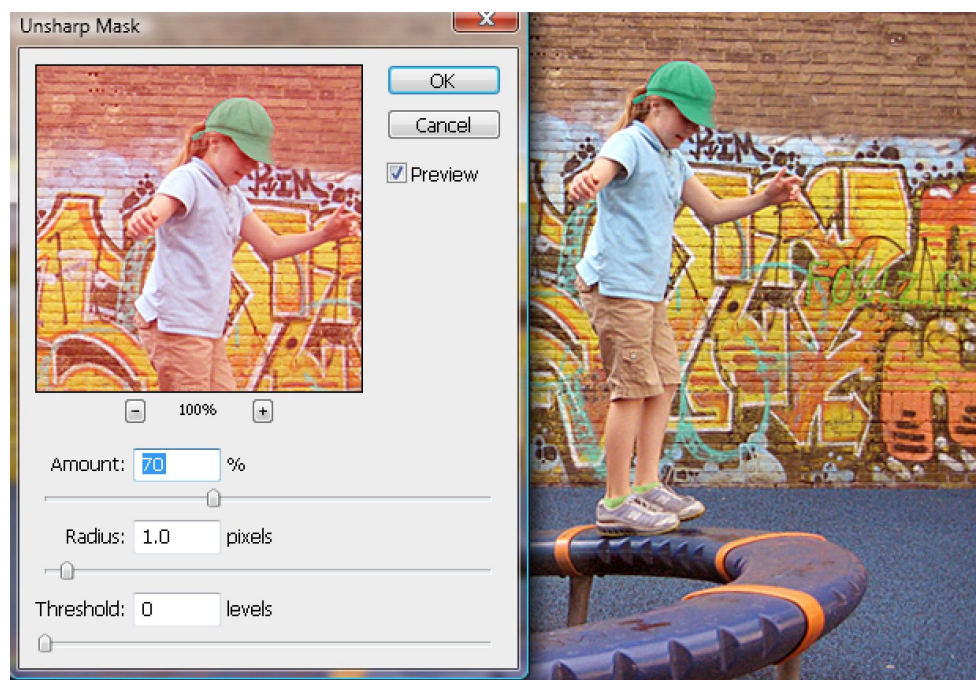 Unsharp Mask
OK
Cancel
Preview
100%
Amount: 70 %
Radius: 1.0 pixels
Threshold: 0 levels